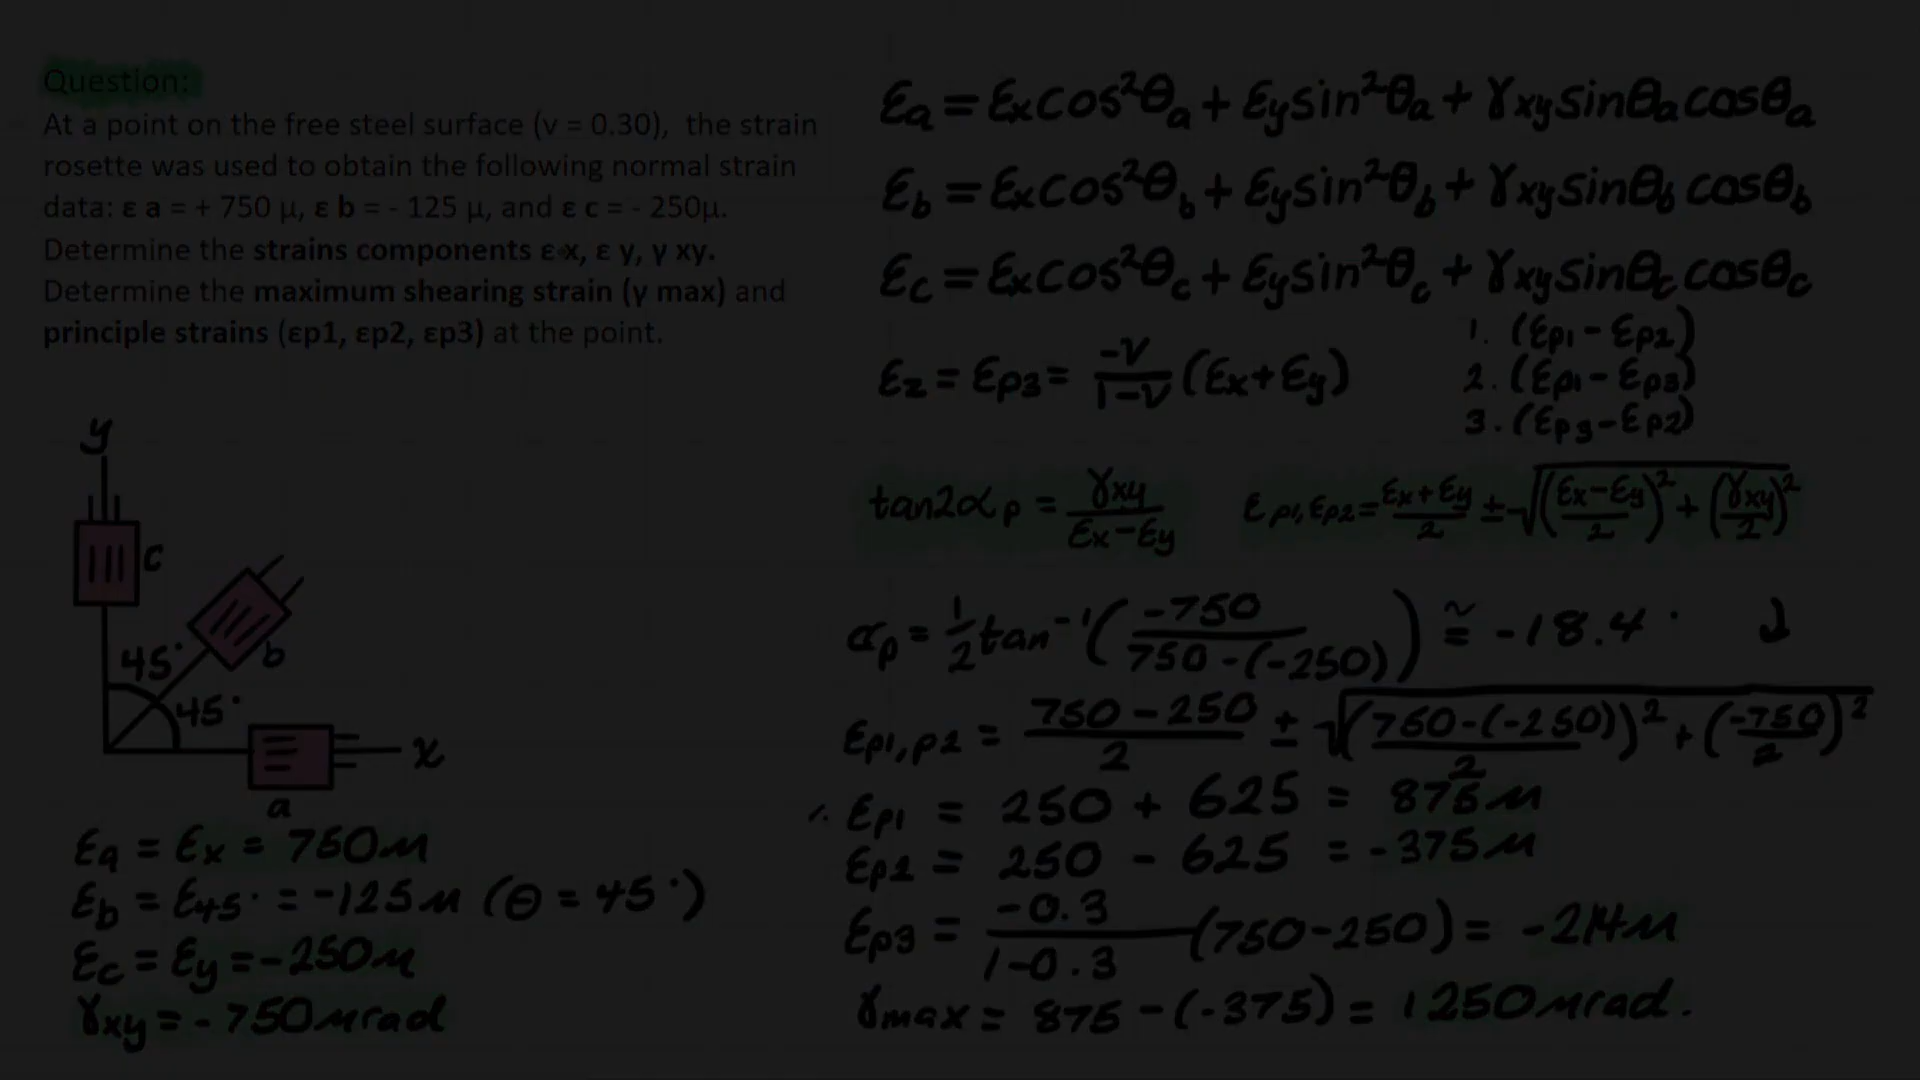 Question:
At a point on the free steel surface (v = 0.30),  the strain
rosette was used to obtain the following normal strain
data: ε a = + 750 μ, ε b = - 125 μ, and ε c = - 250μ.
Determine the strains components ε x, ε y, γ xy.
Determine the maximum shearing strain (γ max) and
principle strains (εp1, εp2, εp3) at the point.
y
c
45°
b
45°
x
a
εa = εx = 750μ
εb = ε45° = -125μ (θ = 45°)
εc = εy = -250μ
γxy = -750μrad
εa = εx cos²θa + εy sin²θa + γxy sinθa cosθa
εb = εx cos²θb + εy sin²θb + γxy sinθb cosθb
εc = εx cos²θc + εy sin²θc + γxy sinθc cosθc
εz = εp3 = -ν/(1-ν) (εx+εy)
1. (εp1 - εp2)
2. (εp1 - εp3)
3. (εp3 - εp2)
tan2αp = γxy/(εx-εy)
εp1,εp2 = (εx+εy)/2 ± √((εx-εy)/2)² + (γxy/2)²
αp = 1/2 tan⁻¹(-750/(750-(-250))) ≅ -18.4°
εp1,p2 = (750-250)/2 ± √((750-(-250))/2)² + (-750/2)²
εp1 = 250 + 625 = 875μ
εp2 = 250 - 625 = -375μ
εp3 = -0.3/(1-0.3) (750-250) = -214μ
γmax = 875 -(-375) = 1250μrad.